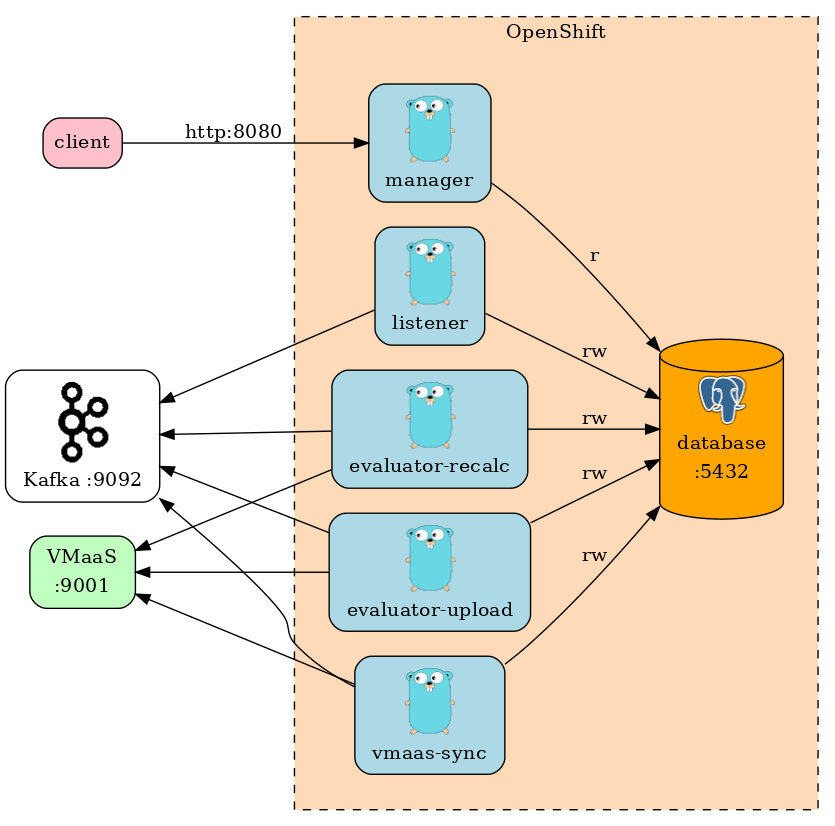 OpenShift
client
http:8080
manager
r
listener
rw
Kafka :9092
evaluator-recalc
rw
database
:5432
rw
VMaaS
:9001
evaluator-upload
rw
vmaas-sync